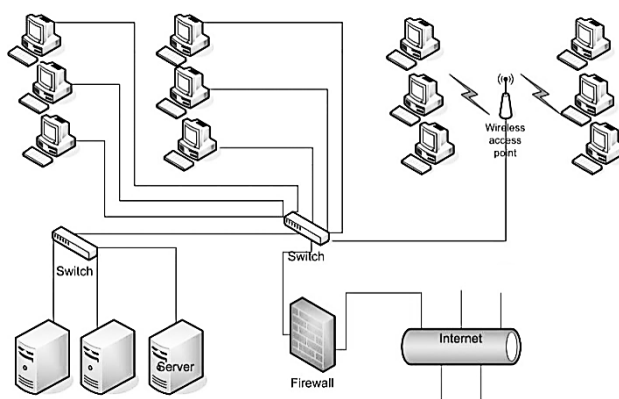 Wireless
access
point
Switch
Switch
Server
Internet
Firewall